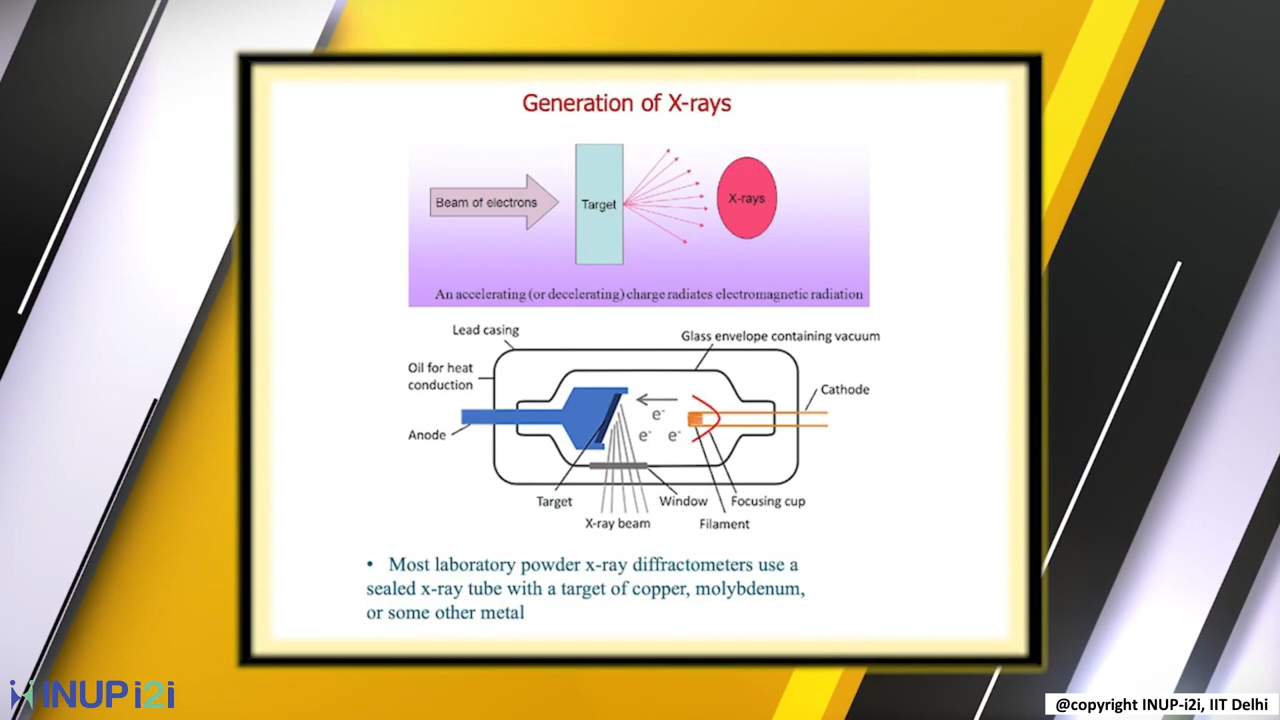 Generation of X-rays
Beam of electrons
Target
X-rays
An accelerating (or decelerating) charge radiates electromagnetic radiation
Lead casing
Glass envelope containing vacuum
Oil for heat
conduction
Cathode
e⁻
e⁻ e⁻
Anode
Target
Window
Focusing cup
X-ray beam
Filament
• Most laboratory powder x-ray diffractometers use a
sealed x-ray tube with a target of copper, molybdenum,
or some other metal
INUP i2i
@copyright INUP-i2i, IIT Delhi